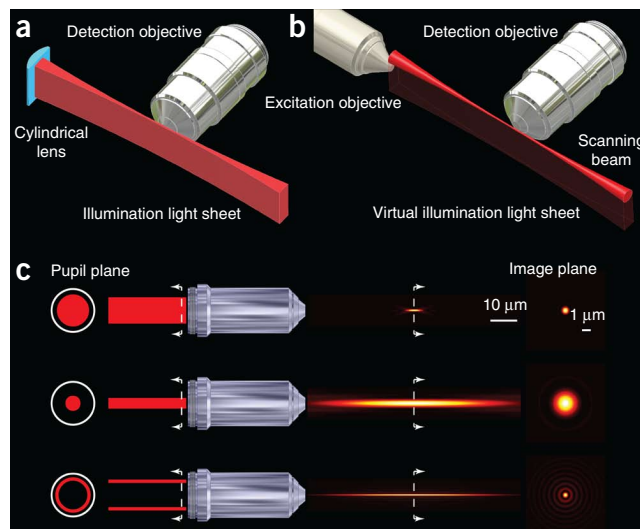 a
Detection objective
Cylindrical
lens
Illumination light sheet
b
Detection objective
Excitation objective
Scanning
beam
Virtual illumination light sheet
c
Pupil plane
Image plane
10 μm
1 μm